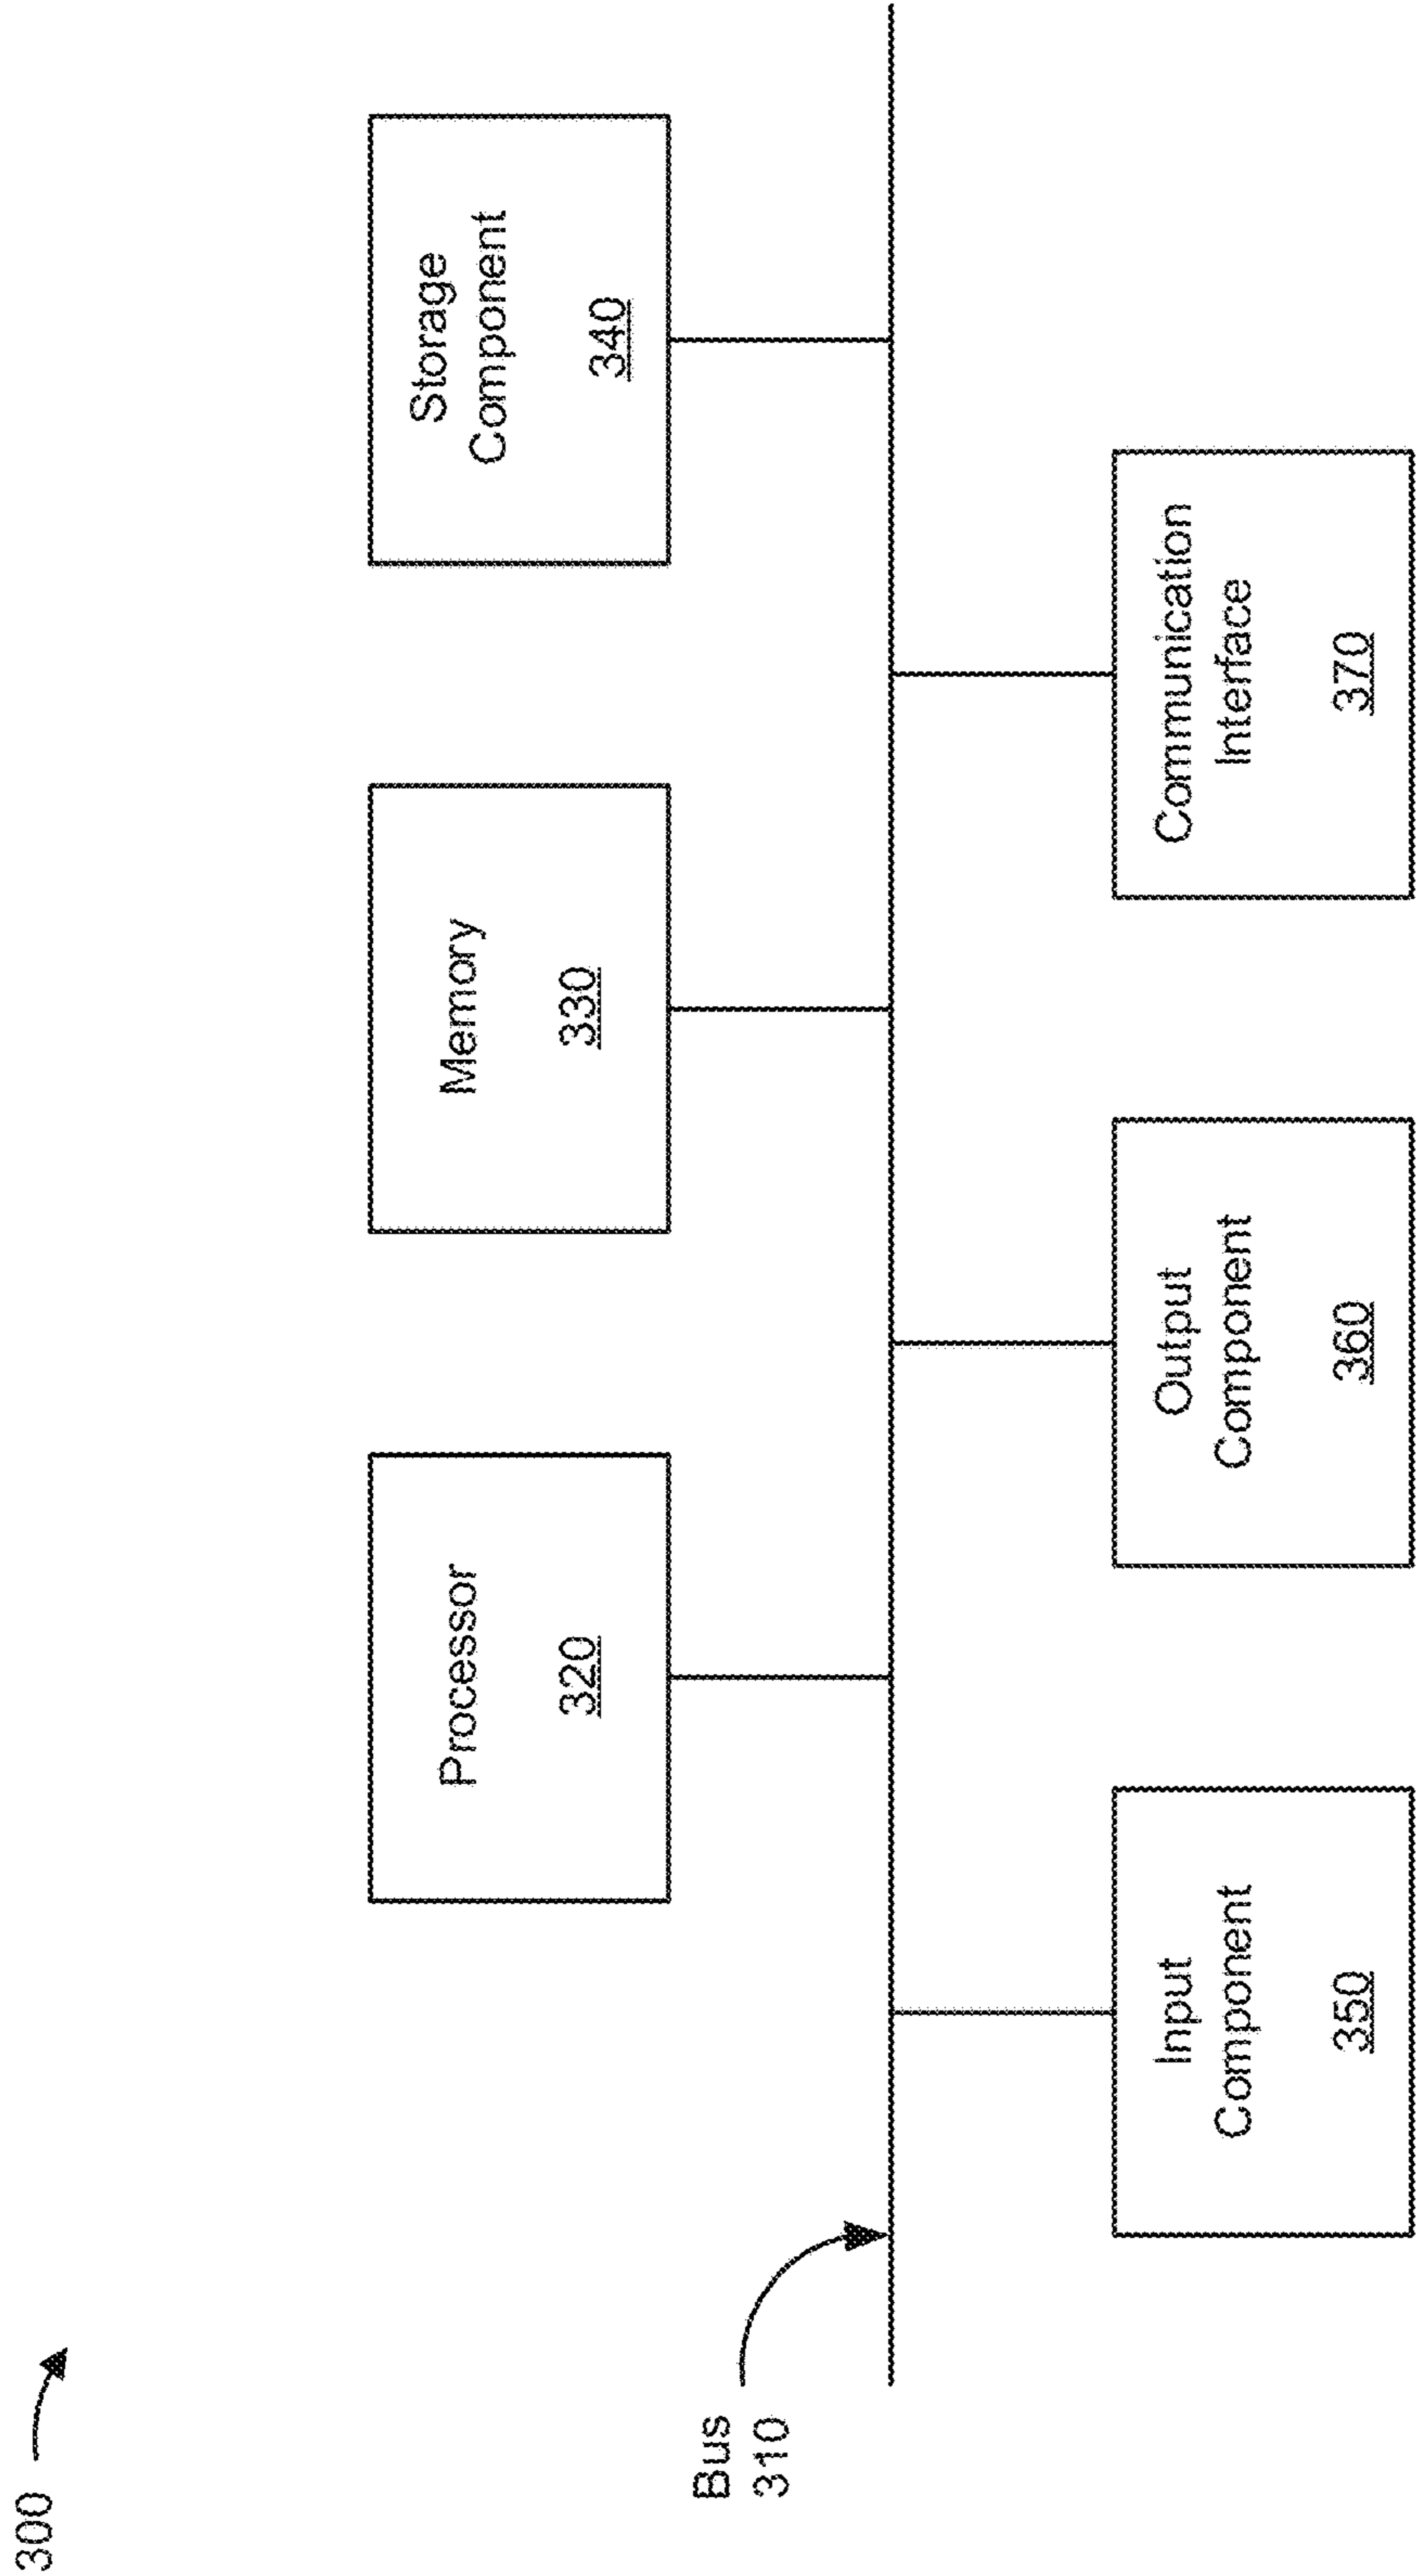 300
Processor
320
Memory
330
Storage
Component
340
Bus
310
Input
Component
350
Output
Component
360
Communication
Interface
370